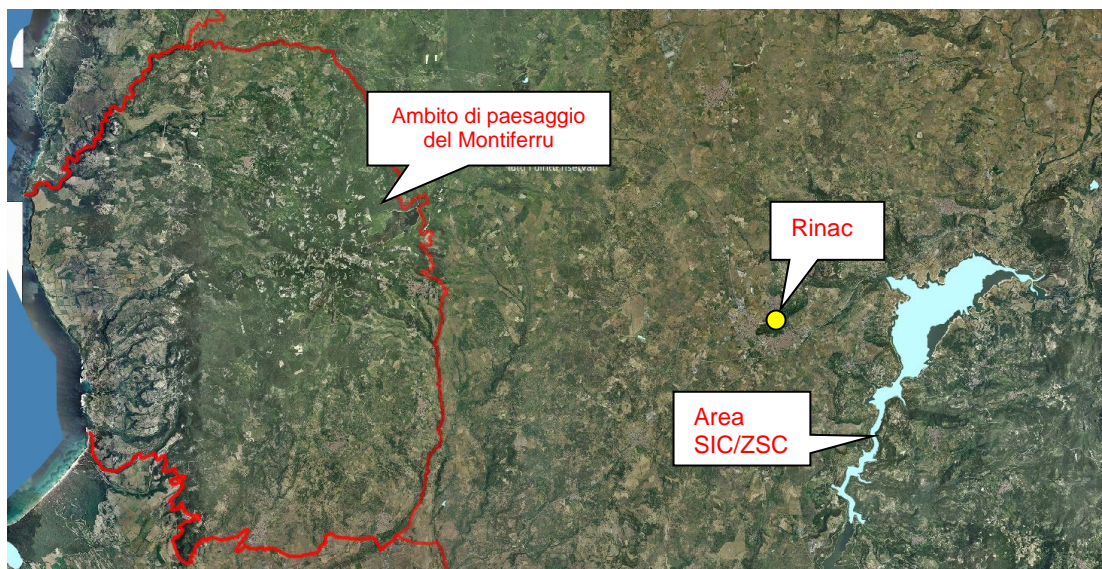 Ambito di paesaggio
del Montiferru
Rinac
Area
SIC/ZSC